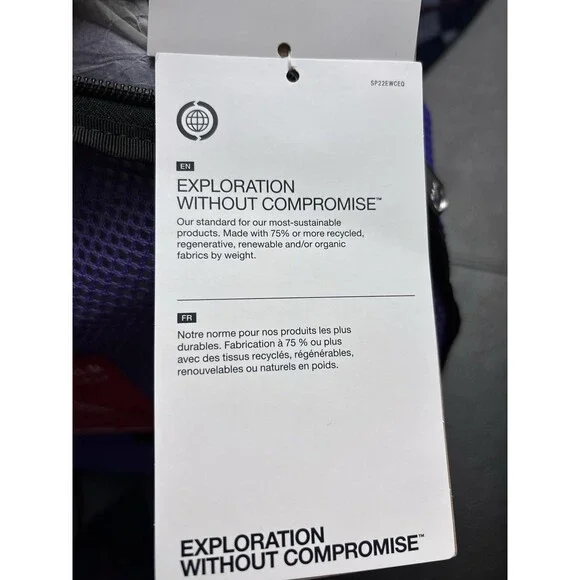 SP22EWCEQ
EN
EXPLORATION
WITHOUT COMPROMISE™
Our standard for our most-sustainable
products. Made with 75% or more recycled,
regenerative, renewable and/or organic
fabrics by weight.
FR
Notre norme pour nos produits les plus
durables. Fabrication à 75 % ou plus
avec des tissus recyclés, régénérables,
renouvelables ou naturels en poids.
EXPLORATION
WITHOUT COMPROMISE™